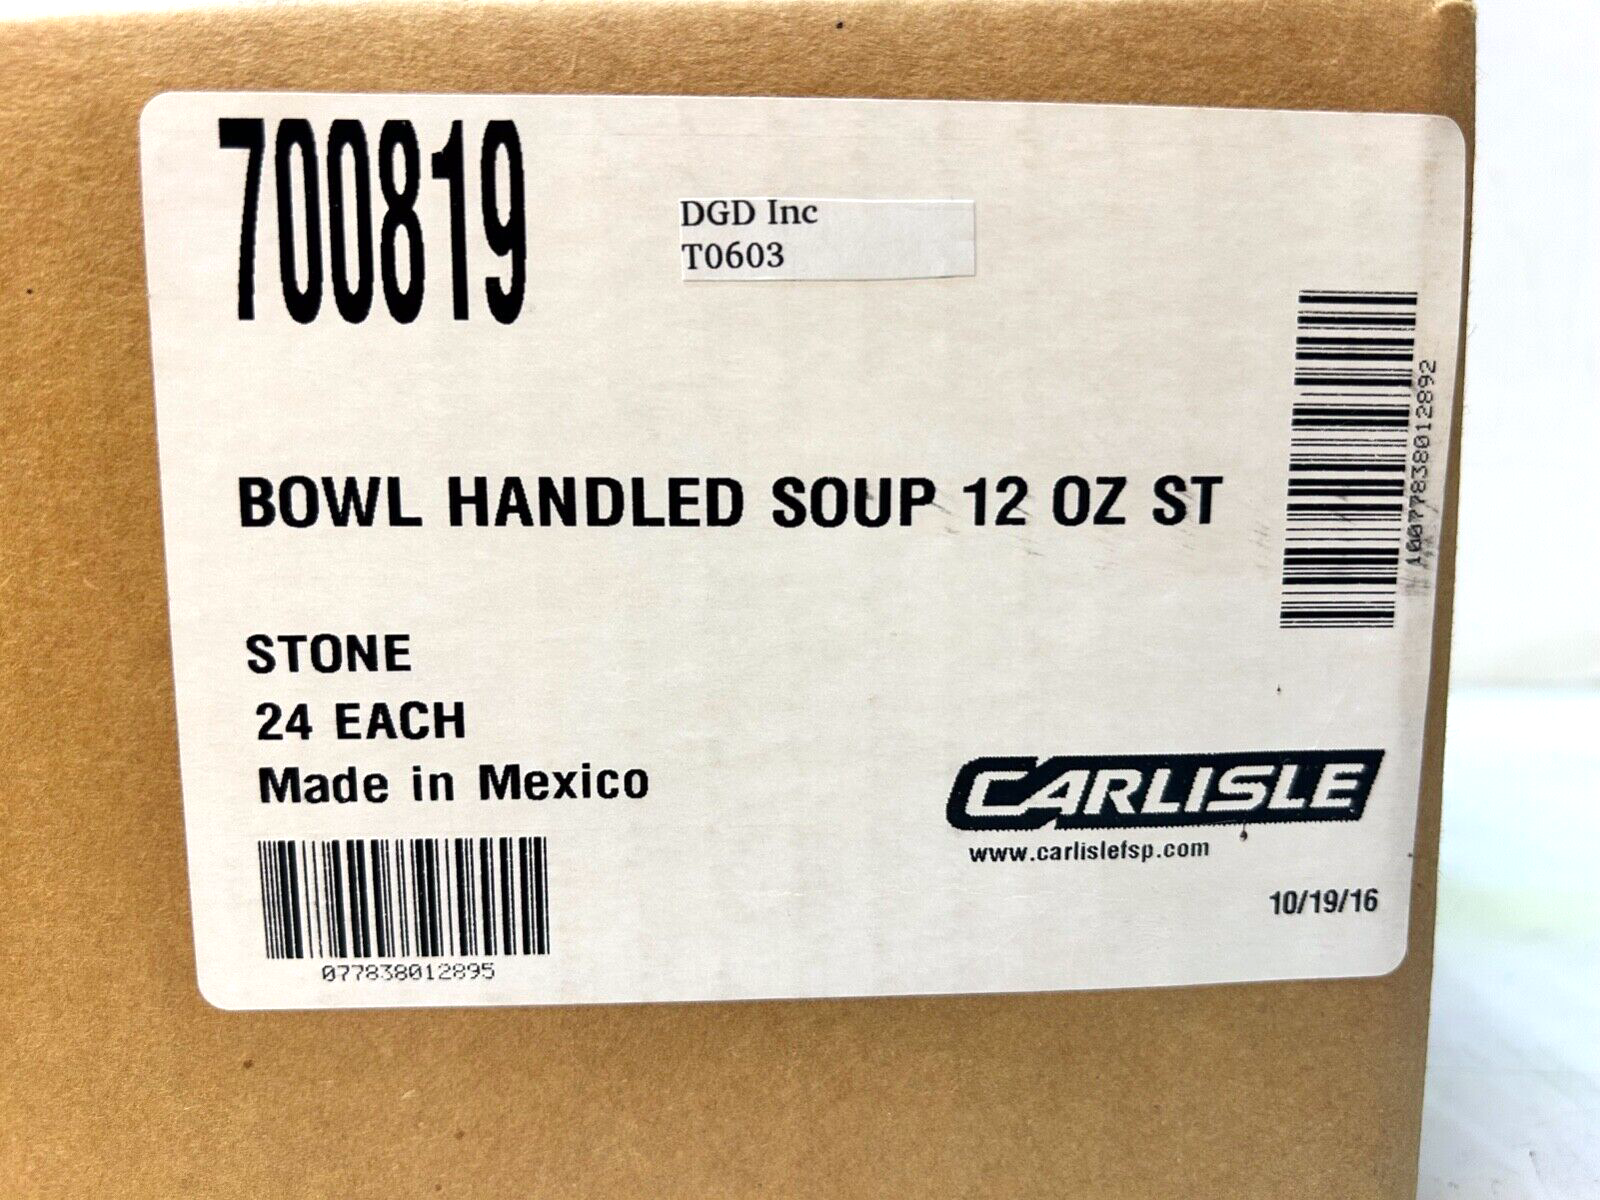 700819
DGD Inc
T0603
BOWL HANDLED SOUP 12 OZ ST
10077838012892
STONE
24 EACH
Made in Mexico
077838012895
CARLISLE
www.carlislefsp.com
10/19/16